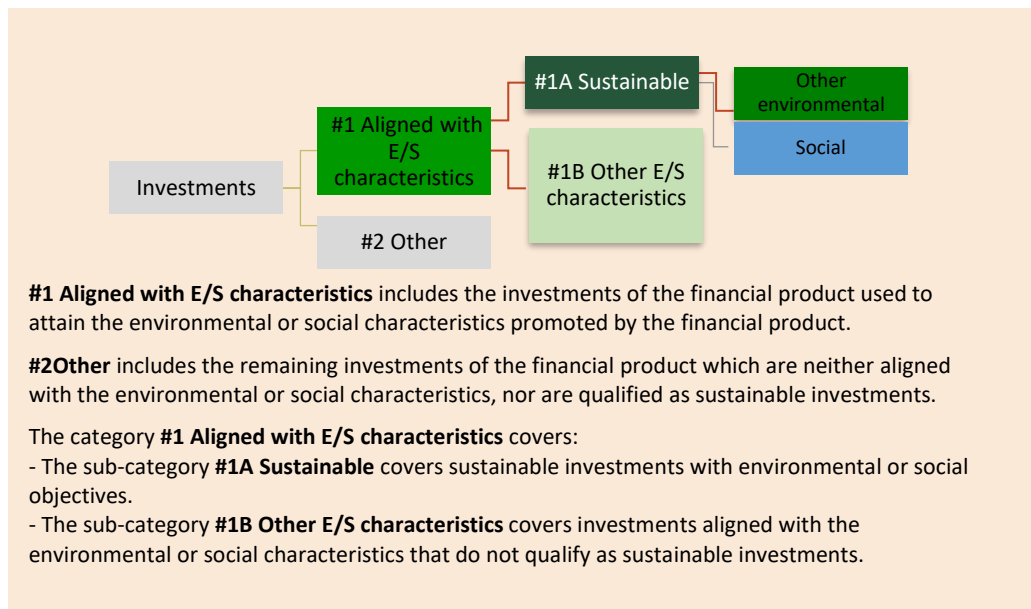 #1A Sustainable
Other
environmental
#1 Aligned with
E/S
characteristics
Social
#1B Other E/S
characteristics
Investments
#2 Other
#1 Aligned with E/S characteristics includes the investments of the financial product used to
attain the environmental or social characteristics promoted by the financial product.
#2Other includes the remaining investments of the financial product which are neither aligned
with the environmental or social characteristics, nor are qualified as sustainable investments.
The category #1 Aligned with E/S characteristics covers:
- The sub-category #1A Sustainable covers sustainable investments with environmental or social
objectives.
- The sub-category #1B Other E/S characteristics covers investments aligned with the
environmental or social characteristics that do not qualify as sustainable investments.